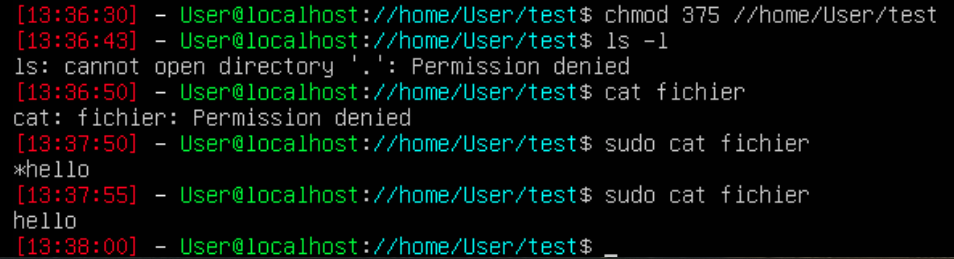 [13:36:30] - User@localhost://home/User/test$ chmod 375 //home/User/test
[13:36:43] - User@localhost://home/User/test$ ls -l
ls: cannot open directory '.': Permission denied
[13:36:50] - User@localhost://home/User/test$ cat fichier
cat: fichier: Permission denied
[13:37:50] - User@localhost://home/User/test$ sudo cat fichier
*hello
[13:37:55] - User@localhost://home/User/test$ sudo cat fichier
hello
[13:38:00] - User@localhost://home/User/test$ _